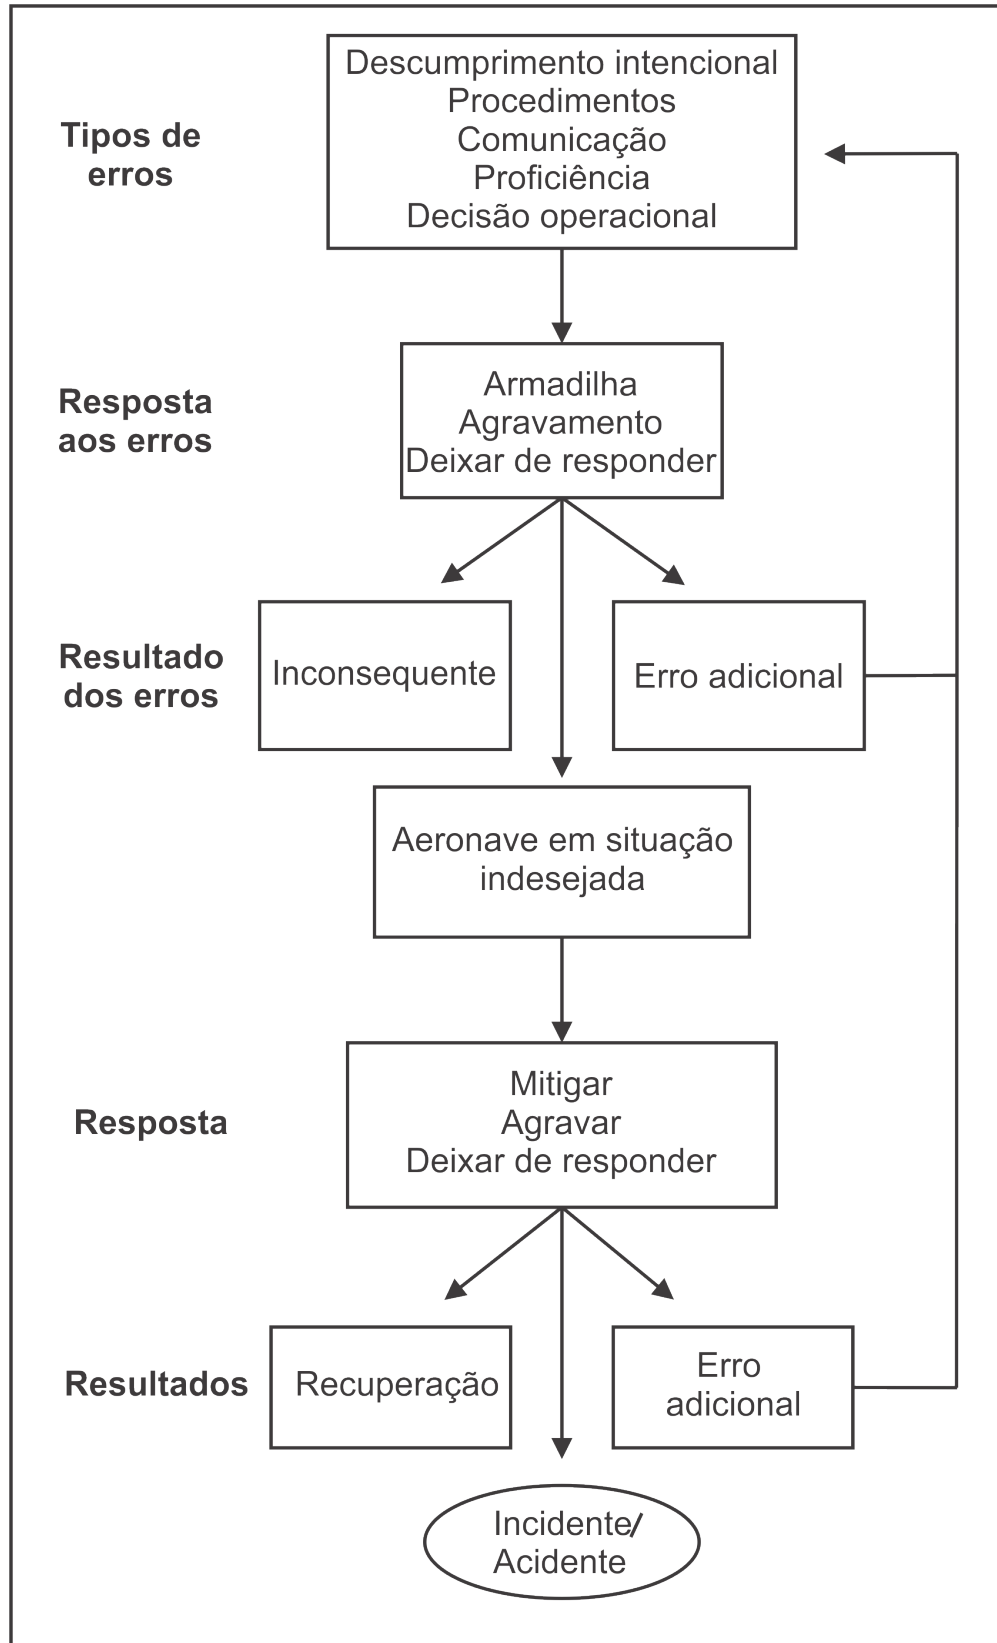 Tipos de
erros
Descumprimento intencional
Procedimentos
Comunicação
Proficiência
Decisão operacional
Resposta
aos erros
Armadilha
Agravamento
Deixar de responder
Resultado
dos erros
Inconsequente
Erro adicional
Aeronave em situação
indesejada
Resposta
Mitigar
Agravar
Deixar de responder
Resultados
Recuperação
Erro
adicional
Incidente/
Acidente